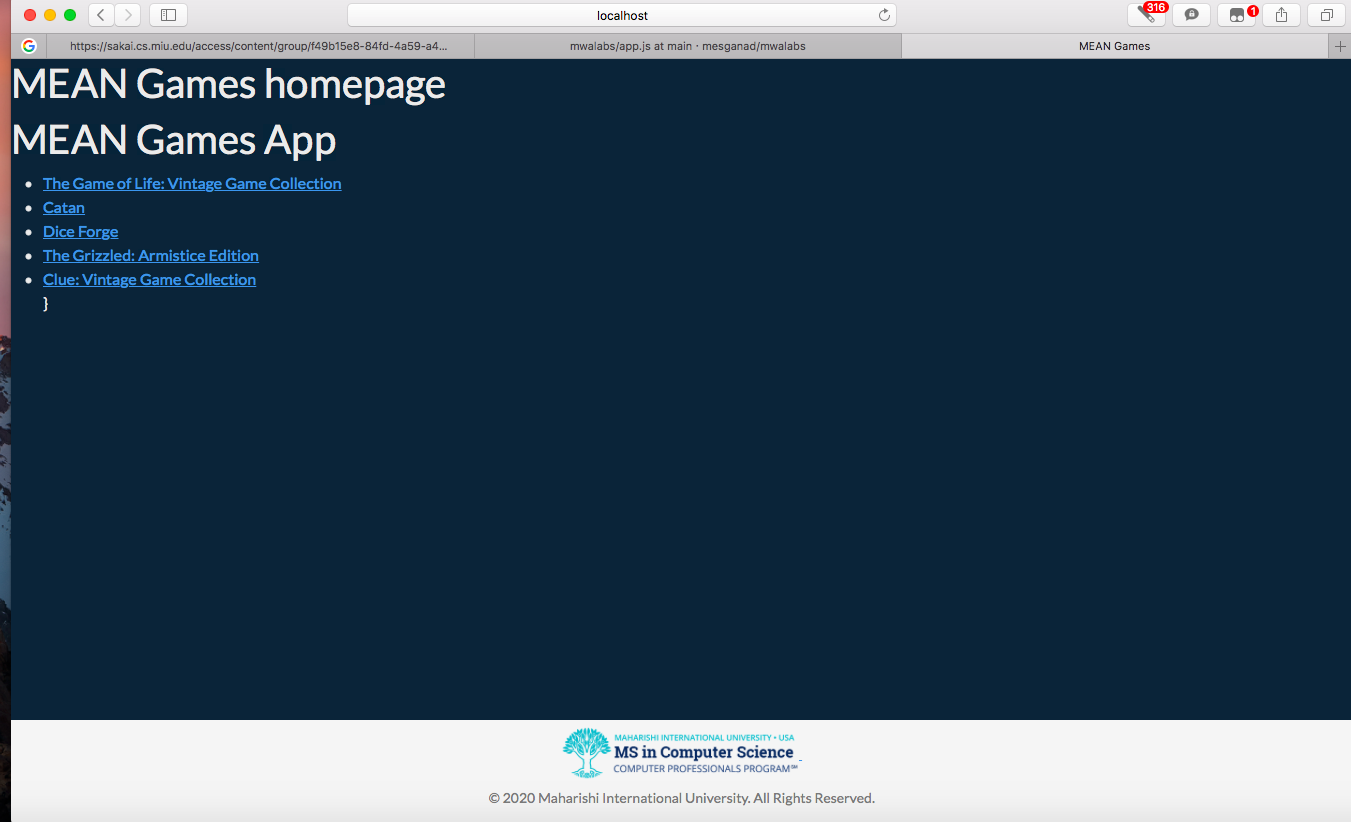 localhost
316
1
https://sakai.cs.miu.edu/access/content/group/f49b15e8-84fd-4a59-a4...
mwalabs/app.js at main · mesganad/mwalabs
MEAN Games
MEAN Games homepage
MEAN Games App
• The Game of Life: Vintage Game Collection
• Catan
• Dice Forge
• The Grizzled: Armistice Edition
• Clue: Vintage Game Collection
}
MAHARISHI INTERNATIONAL UNIVERSITY • USA
MS in Computer Science
COMPUTER PROFESSIONALS PROGRAM℠
© 2020 Maharishi International University. All Rights Reserved.